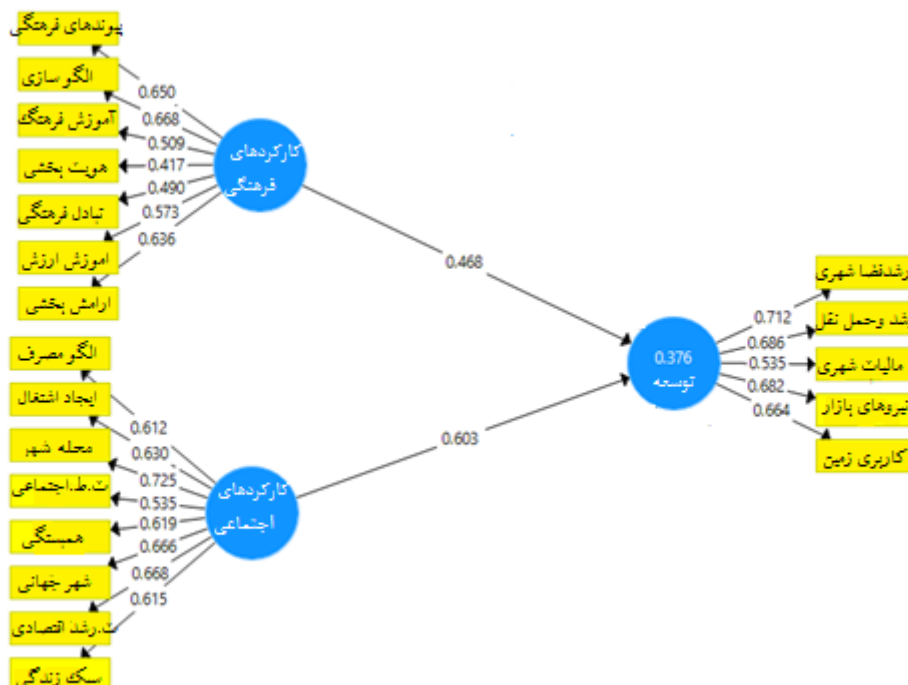 پیوندهای فرهنگی
الگو سازی
آموزش فرهنگ
هویت بخشی
تبادل فرهنگی
اموزش ارزش
ارامش بخشی
0.650
0.668
0.509
0.417
0.490
0.573
0.636
کارکردهای
فرهنگی
0.468
الگو مصرف
ایجاد اشتغال
محله شهر
ت.ط.اجتماعی
همبستگی
شهر جهانی
ت.رشد اقتصادی
سبک زندگی
0.612
0.630
0.725
0.535
0.619
0.666
0.668
0.615
کارکردهای
اجتماعی
0.603
0.376
توسعه
0.712
0.686
0.535
0.682
0.664
رشدفضا شهری
شد وحمل نقل
مالیات شهری
نیروهای بازار
کاربری زمین